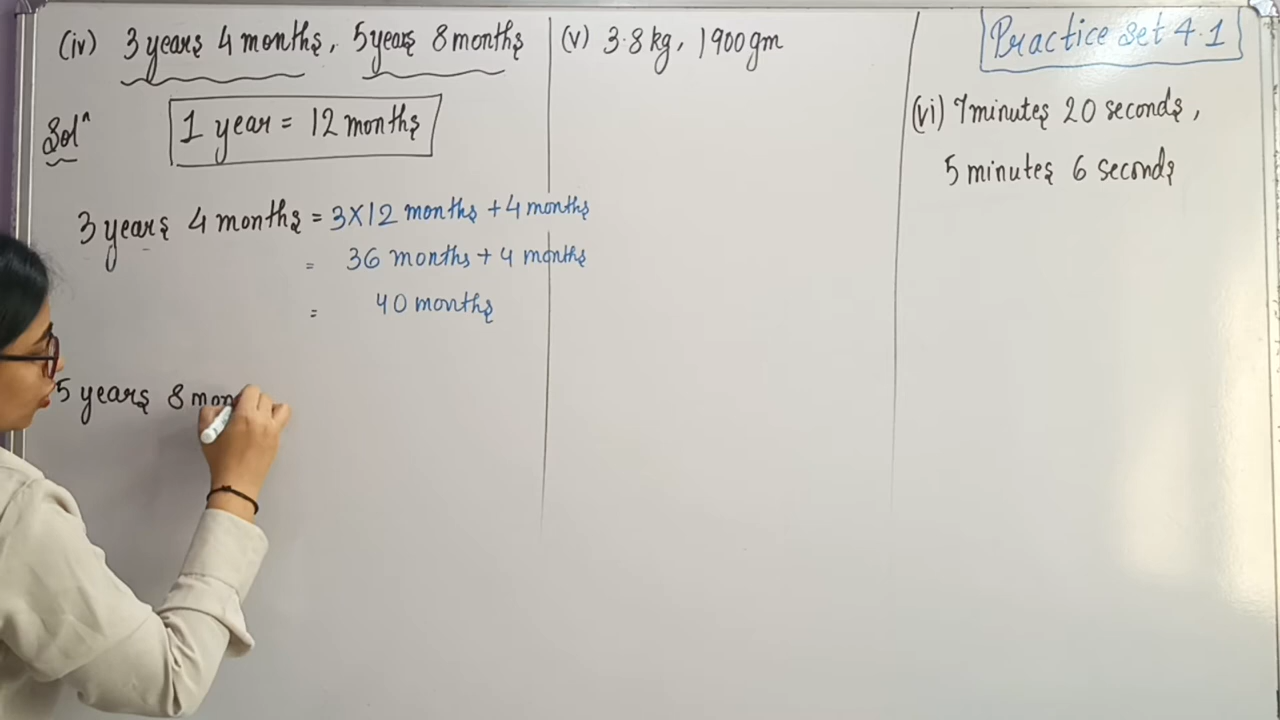 (iv) 3 years 4 months, 5 years 8 months
Solⁿ
1 year = 12 months
3 years 4 months = 3×12 months + 4 months
= 36 months + 4 months
= 40 months
5 years 8 mon
(v) 3.8 kg, 1900 gm
Practice Set 4.1
(vi) 7 minutes 20 seconds,
5 minutes 6 seconds